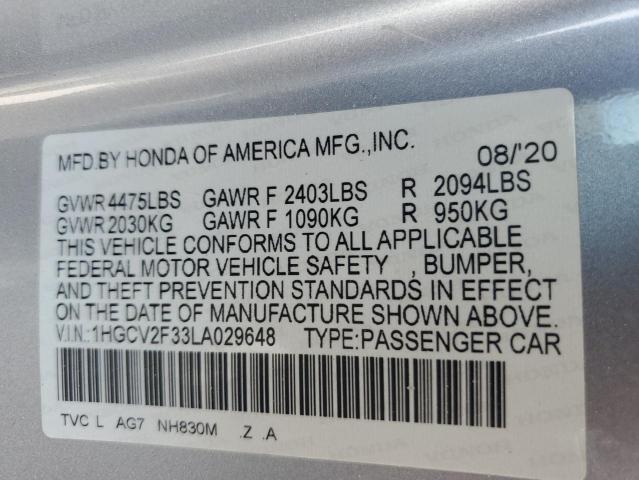 MFD.BY HONDA OF AMERICA MFG.,INC. 08/'20
GVWR 4475LBS GAWR F 2403LBS R 2094LBS
GVWR 2030KG GAWR F 1090KG R 950KG
THIS VEHICLE CONFORMS TO ALL APPLICABLE
FEDERAL MOTOR VEHICLE SAFETY , BUMPER,
AND THEFT PREVENTION STANDARDS IN EFFECT
ON THE DATE OF MANUFACTURE SHOWN ABOVE.
V.I.N.:1HGCV2F33LA029648 TYPE:PASSENGER CAR
TVC L AG7 NH830M .Z .A